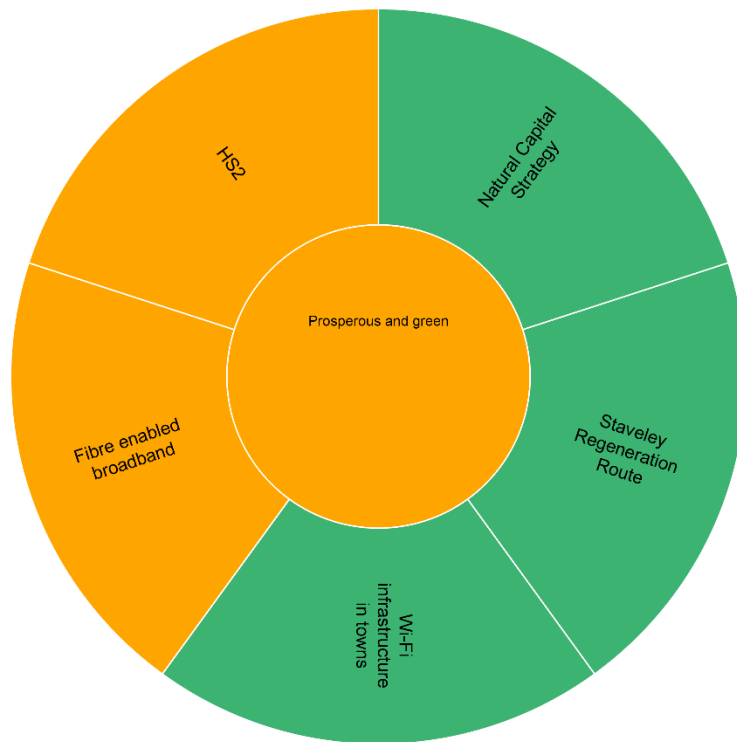 HS2
Natural Capital
Strategy
Prosperous and green
Staveley
Regeneration
Route
Fibre enabled
broadband
Wi-Fi
infrastructure
in towns